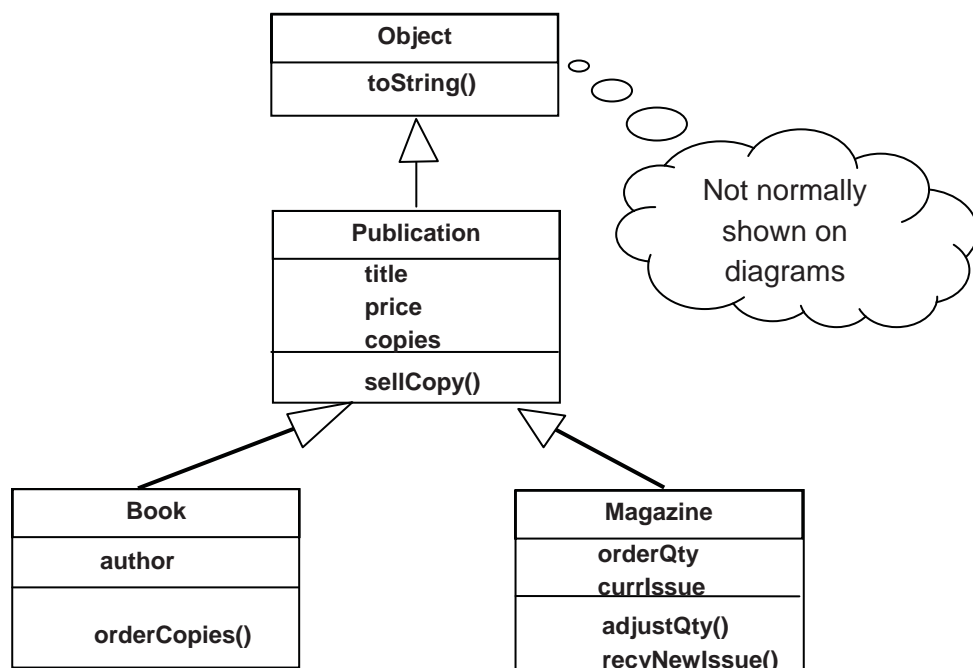 Object
toString()
Not normally
shown on
diagrams
Publication
title
price
copies
sellCopy()
Book
author
orderCopies()
Magazine
orderQty
currIssue
adjustQty()
recvNewIssue()